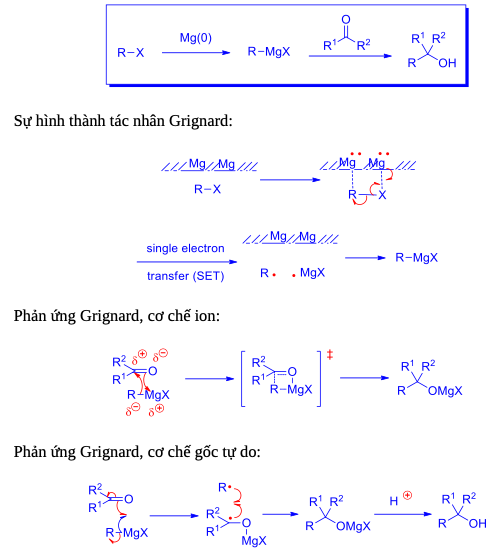 R–X Mg(0) R–MgX O R¹ R² R¹ R² R OH
Sự hình thành tác nhân Grignard:
Mg Mg R–X Mg Mg R X
single electron transfer (SET) Mg Mg R• •MgX R–MgX
Phản ứng Grignard, cơ chế ion:
R² δ⊕ δ⊖ O R¹ R–MgX δ⊖ δ⊕ R² O R¹ R MgX ‡ R¹ R² R OMgX
Phản ứng Grignard, cơ chế gốc tự do:
R² O R¹ R–MgX R• R² R¹ O MgX R¹ R² R OMgX H⊕ R¹ R² R OH